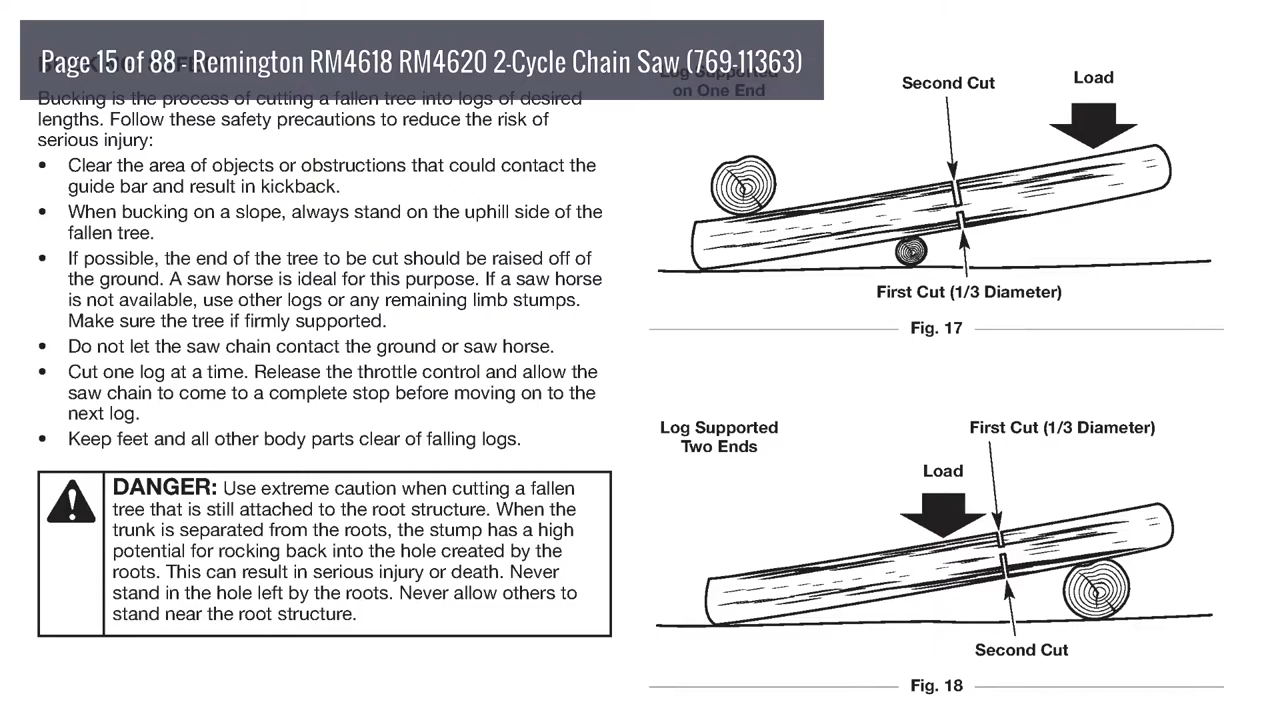 Page 15 of 88 - Remington RM4618 RM4620 2-Cycle Chain Saw (769-11363)
Bucking is the process of cutting a fallen tree into logs of desired
lengths. Follow these safety precautions to reduce the risk of
serious injury:
• Clear the area of objects or obstructions that could contact the
guide bar and result in kickback.
• When bucking on a slope, always stand on the uphill side of the
fallen tree.
• If possible, the end of the tree to be cut should be raised off of
the ground. A saw horse is ideal for this purpose. If a saw horse
is not available, use other logs or any remaining limb stumps.
Make sure the tree if firmly supported.
• Do not let the saw chain contact the ground or saw horse.
• Cut one log at a time. Release the throttle control and allow the
saw chain to come to a complete stop before moving on to the
next log.
• Keep feet and all other body parts clear of falling logs.
DANGER: Use extreme caution when cutting a fallen
tree that is still attached to the root structure. When the
trunk is separated from the roots, the stump has a high
potential for rocking back into the hole created by the
roots. This can result in serious injury or death. Never
stand in the hole left by the roots. Never allow others to
stand near the root structure.
Log Supported
on One End
Second Cut
Load
First Cut (1/3 Diameter)
Fig. 17
Log Supported
Two Ends
First Cut (1/3 Diameter)
Load
Second Cut
Fig. 18